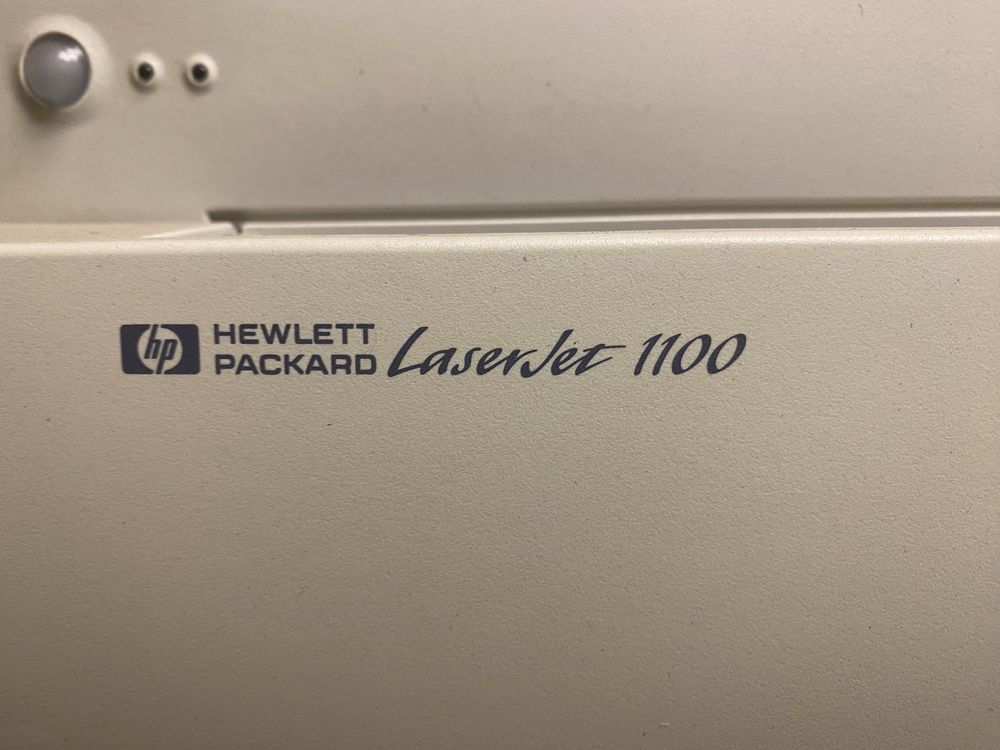 hp HEWLETT
PACKARD LaserJet 1100